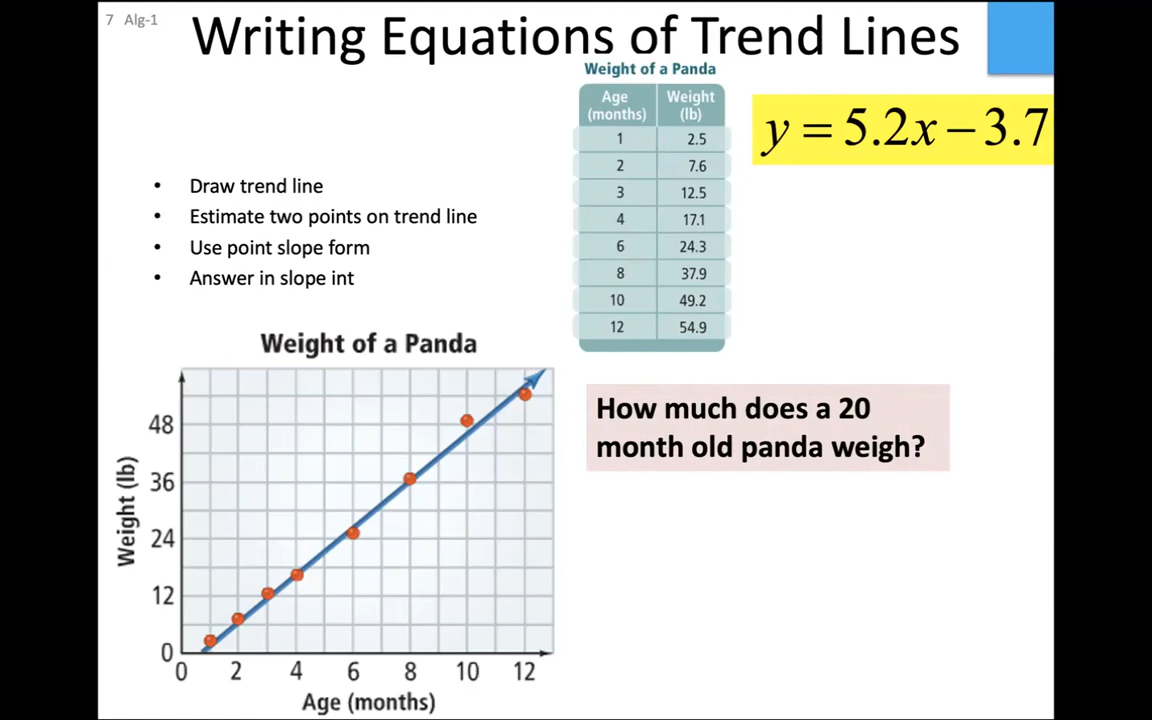 7 Alg-1
Writing Equations of Trend Lines
Weight of a Panda
Age (months) Weight (lb)
1 2.5
2 7.6
3 12.5
4 17.1
6 24.3
8 37.9
10 49.2
12 54.9
y = 5.2x – 3.7
• Draw trend line
• Estimate two points on trend line
• Use point slope form
• Answer in slope int
Weight of a Panda
Weight (lb)
48
36
24
12
0
0 2 4 6 8 10 12
Age (months)
How much does a 20
month old panda weigh?